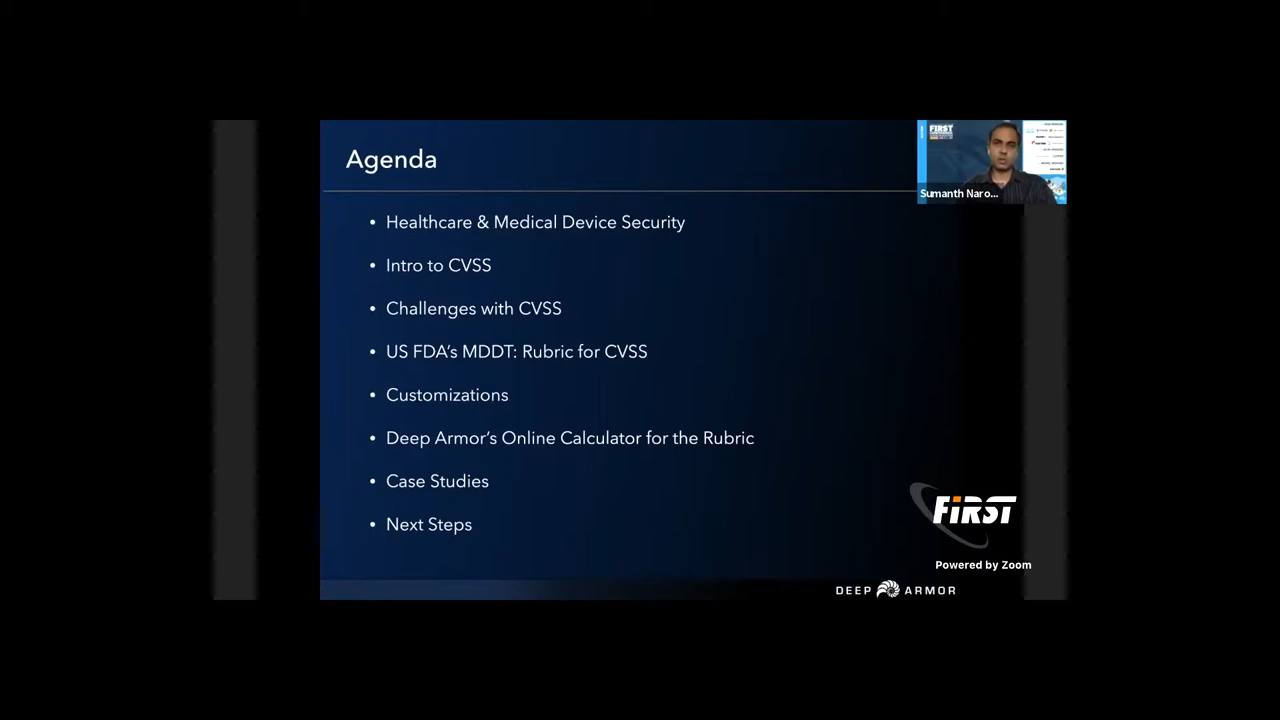 Agenda
• Healthcare & Medical Device Security
• Intro to CVSS
• Challenges with CVSS
• US FDA's MDDT: Rubric for CVSS
• Customizations
• Deep Armor's Online Calculator for the Rubric
• Case Studies
• Next Steps
FIRST
Sumanth Naro...
FiRST
Powered by Zoom
DEEP ARMOR